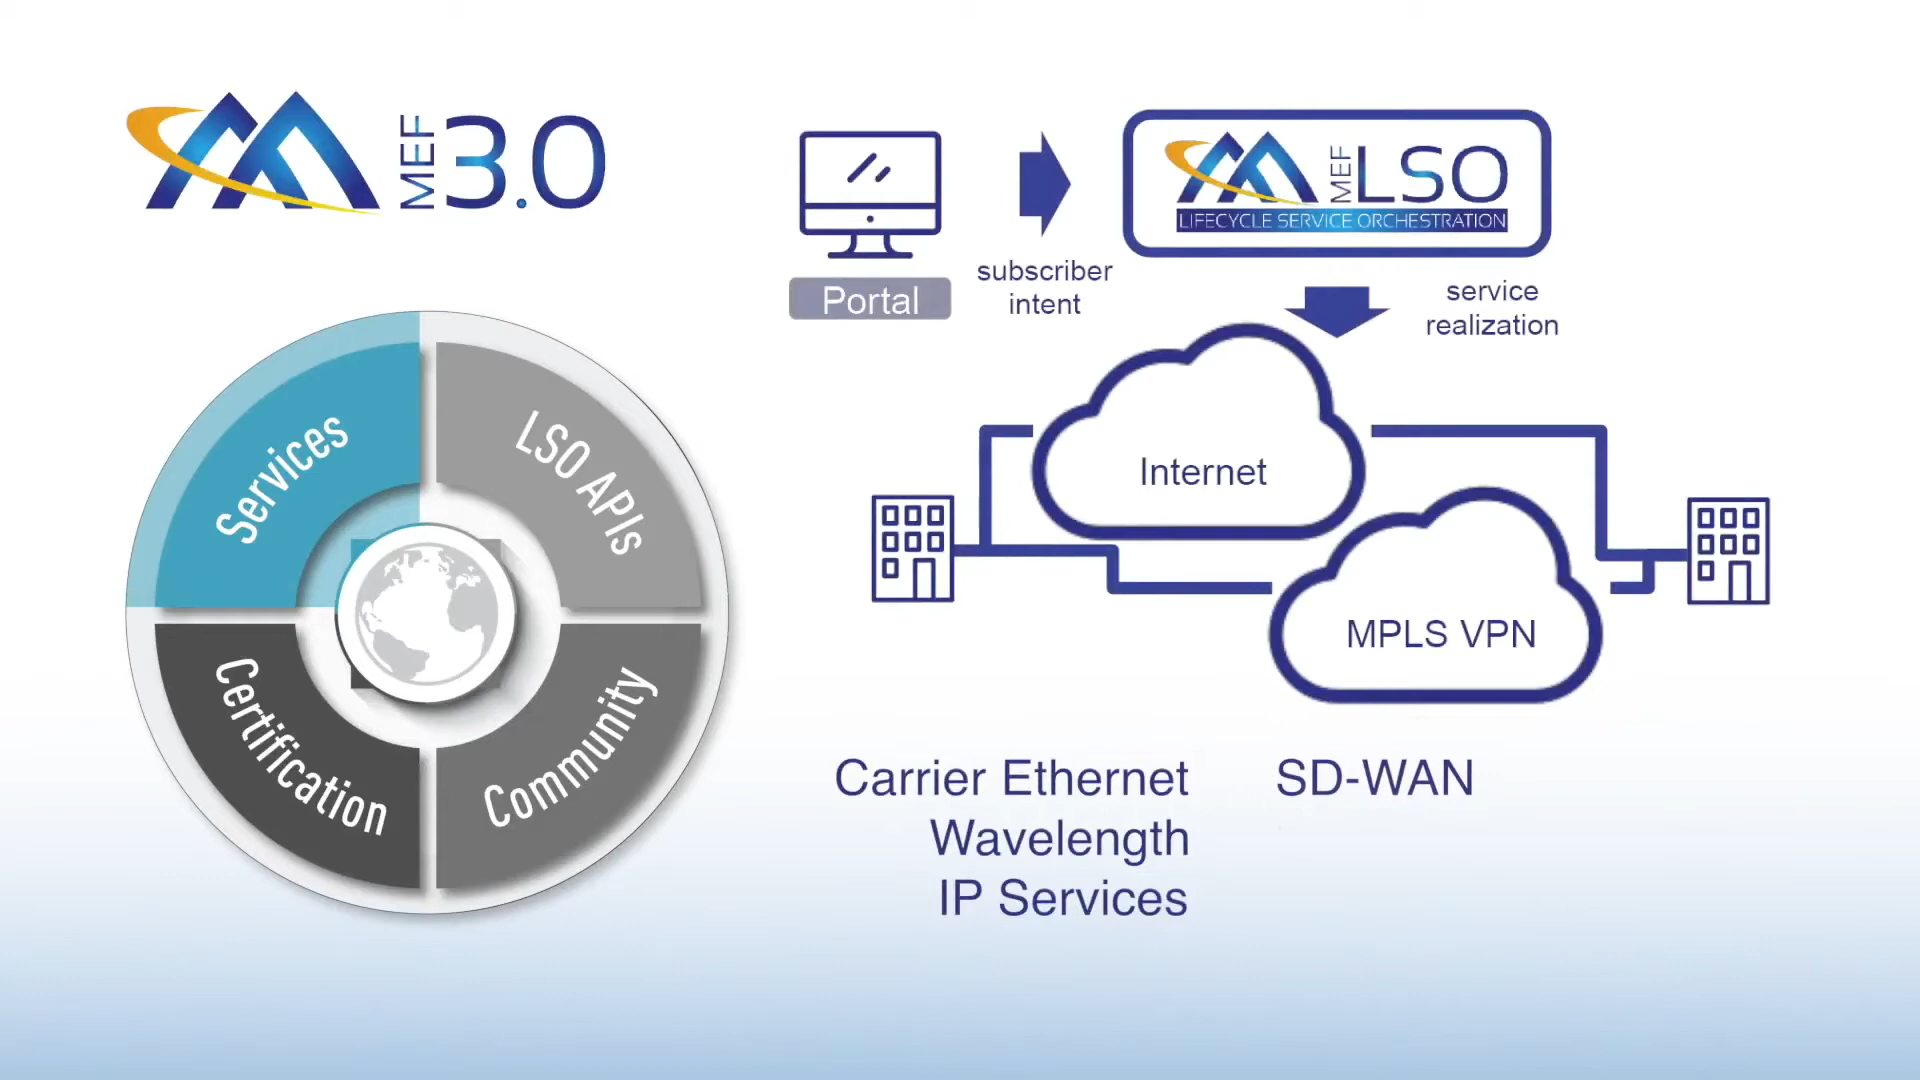 MEF 3.0
Services
LSO APIs
Certification
Community
Portal
subscriber
intent
MEF LSO
LIFECYCLE SERVICE ORCHESTRATION
service
realization
Internet
MPLS VPN
Carrier Ethernet
Wavelength
IP Services
SD-WAN